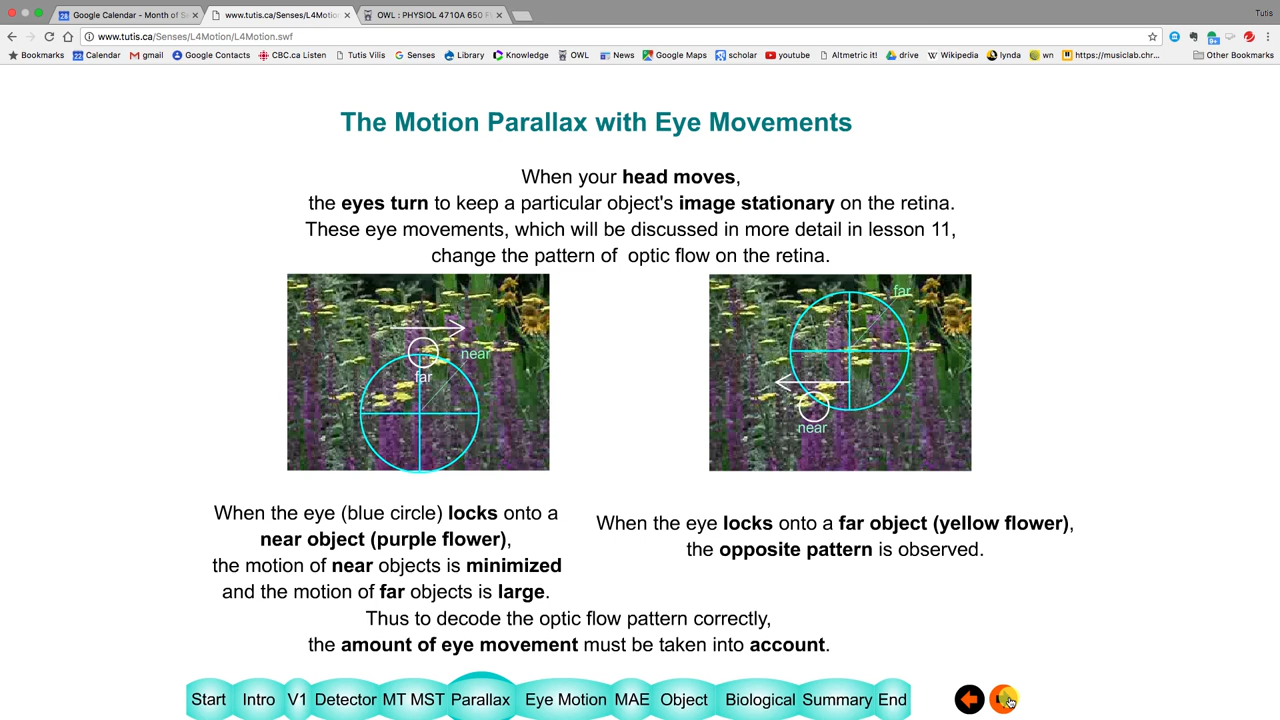 Google Calendar - Month of Se
www.tutis.ca/Senses/L4Motio
OWL : PHYSIOL 4710A 650 F
Tutis
www.tutis.ca/Senses/L4Motion/L4Motion.swf
Bookmarks Calendar gmail Google Contacts CBC.ca Listen Tutis Vilis Senses Library Knowledge OWL News Google Maps scholar youtube Altmetric it! drive Wikipedia lynda wn https://musiclab.chr... Other Bookmarks
The Motion Parallax with Eye Movements
When your head moves,
the eyes turn to keep a particular object's image stationary on the retina.
These eye movements, which will be discussed in more detail in lesson 11,
change the pattern of optic flow on the retina.
near
far
far
near
When the eye (blue circle) locks onto a
near object (purple flower),
the motion of near objects is minimized
and the motion of far objects is large.
When the eye locks onto a far object (yellow flower),
the opposite pattern is observed.
Thus to decode the optic flow pattern correctly,
the amount of eye movement must be taken into account.
Start Intro V1 Detector MT MST Parallax Eye Motion MAE Object Biological Summary End